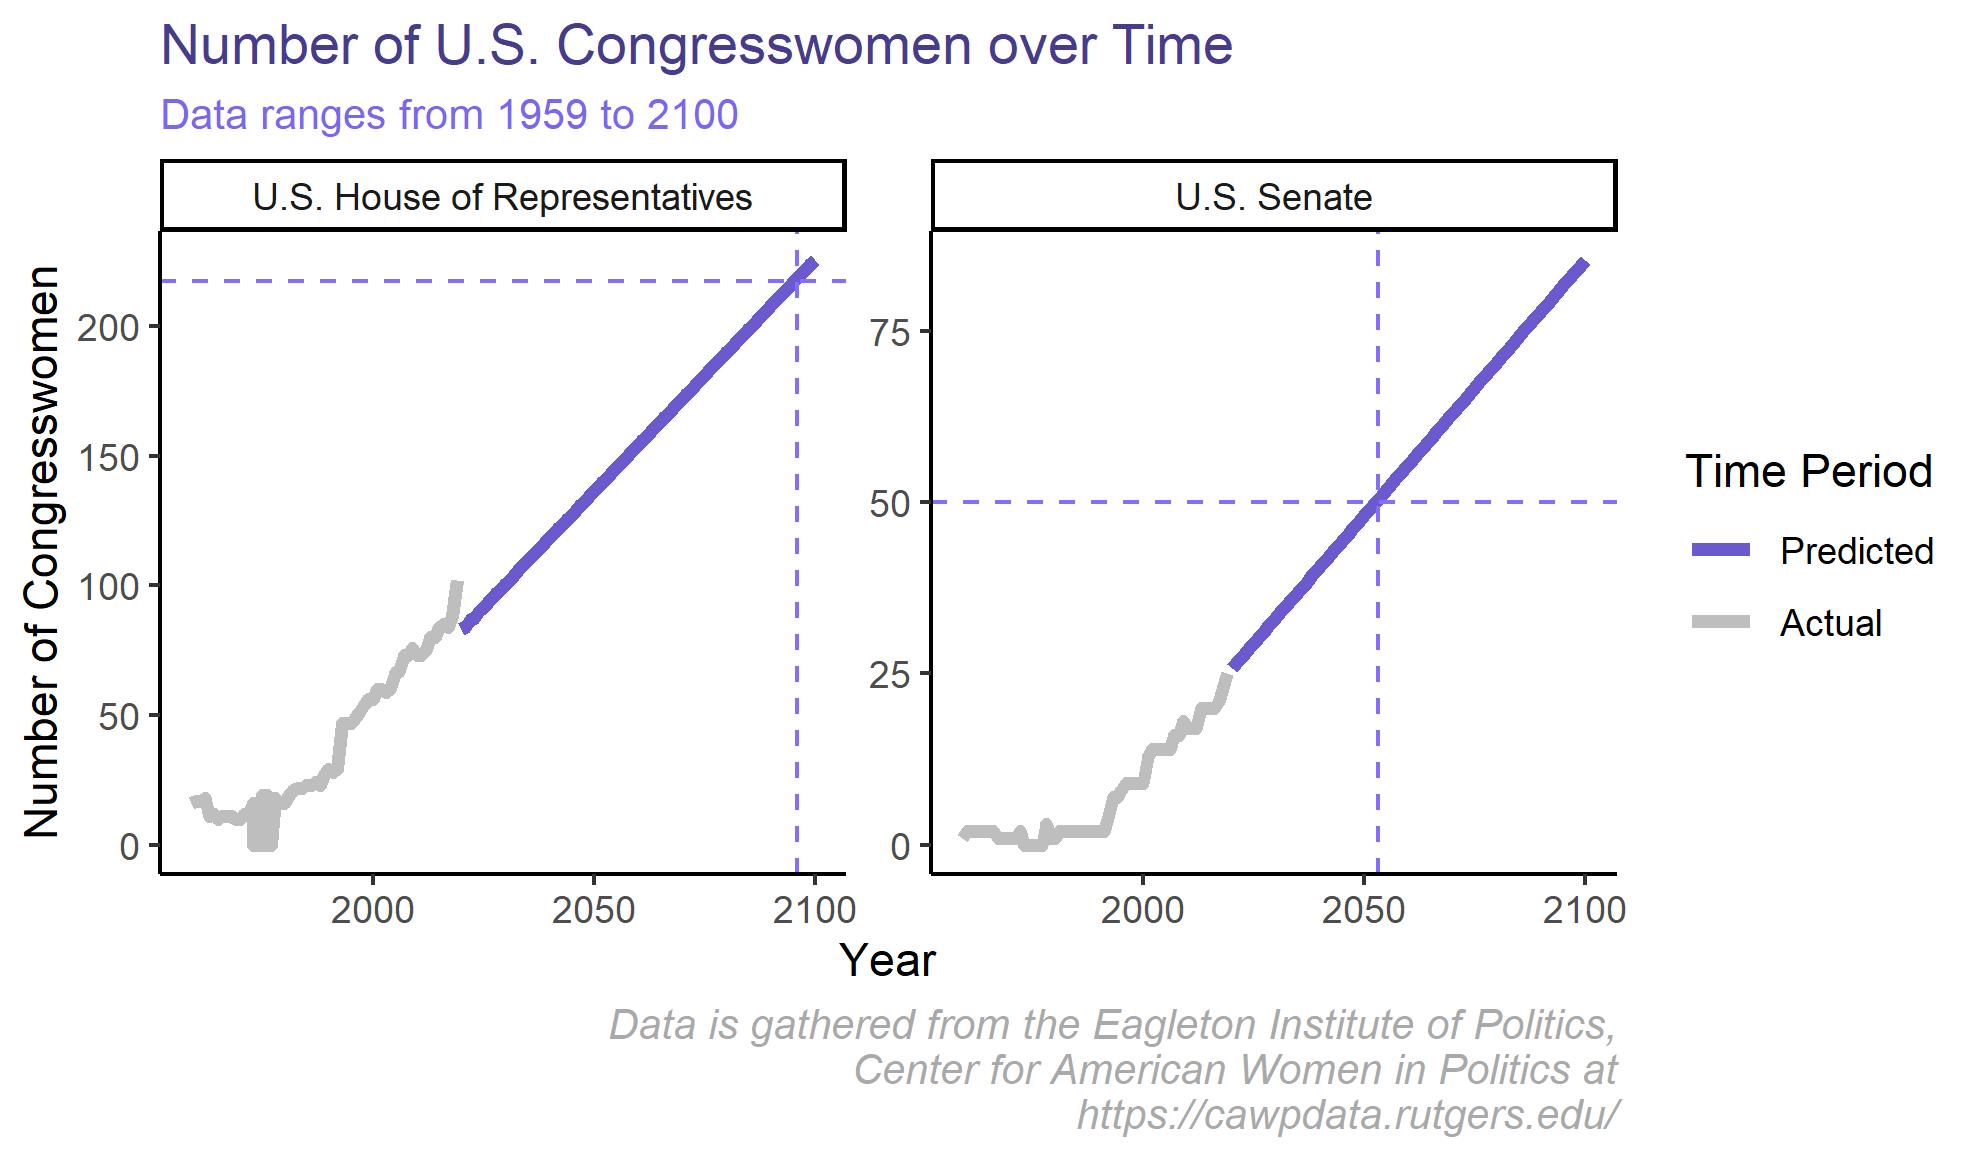 Number of U.S. Congresswomen over Time
Data ranges from 1959 to 2100
U.S. House of Representatives
U.S. Senate
Number of Congresswomen
200
150
100
50
0
75
50
25
0
2000
2050
2100
2000
2050
2100
Year
Time Period
Predicted
Actual
Data is gathered from the Eagleton Institute of Politics,
Center for American Women in Politics at
https://cawpdata.rutgers.edu/